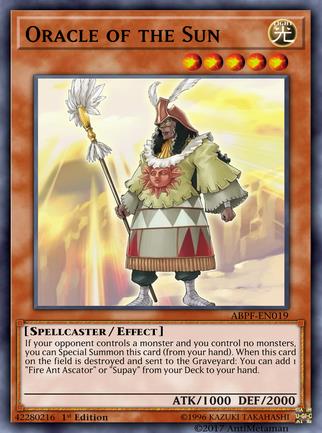 ORACLE OF THE SUN
LIGHT
光
ABPF-EN019
[SPELLCASTER / EFFECT]
If your opponent controls a monster and you control no monsters,
you can Special Summon this card (from your hand). When this card
on the field is destroyed and sent to the Graveyard: You can add 1
"Fire Ant Ascator" or "Supay" from your Deck to your hand.
ATK/1000 DEF/2000
42280216 1st Edition ©1996 KAZUKI TAKAHASHI
©2017 AntiMetaman